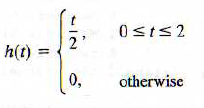 h(t) = { t/2, 0 ≤ t ≤ 2
0, otherwise